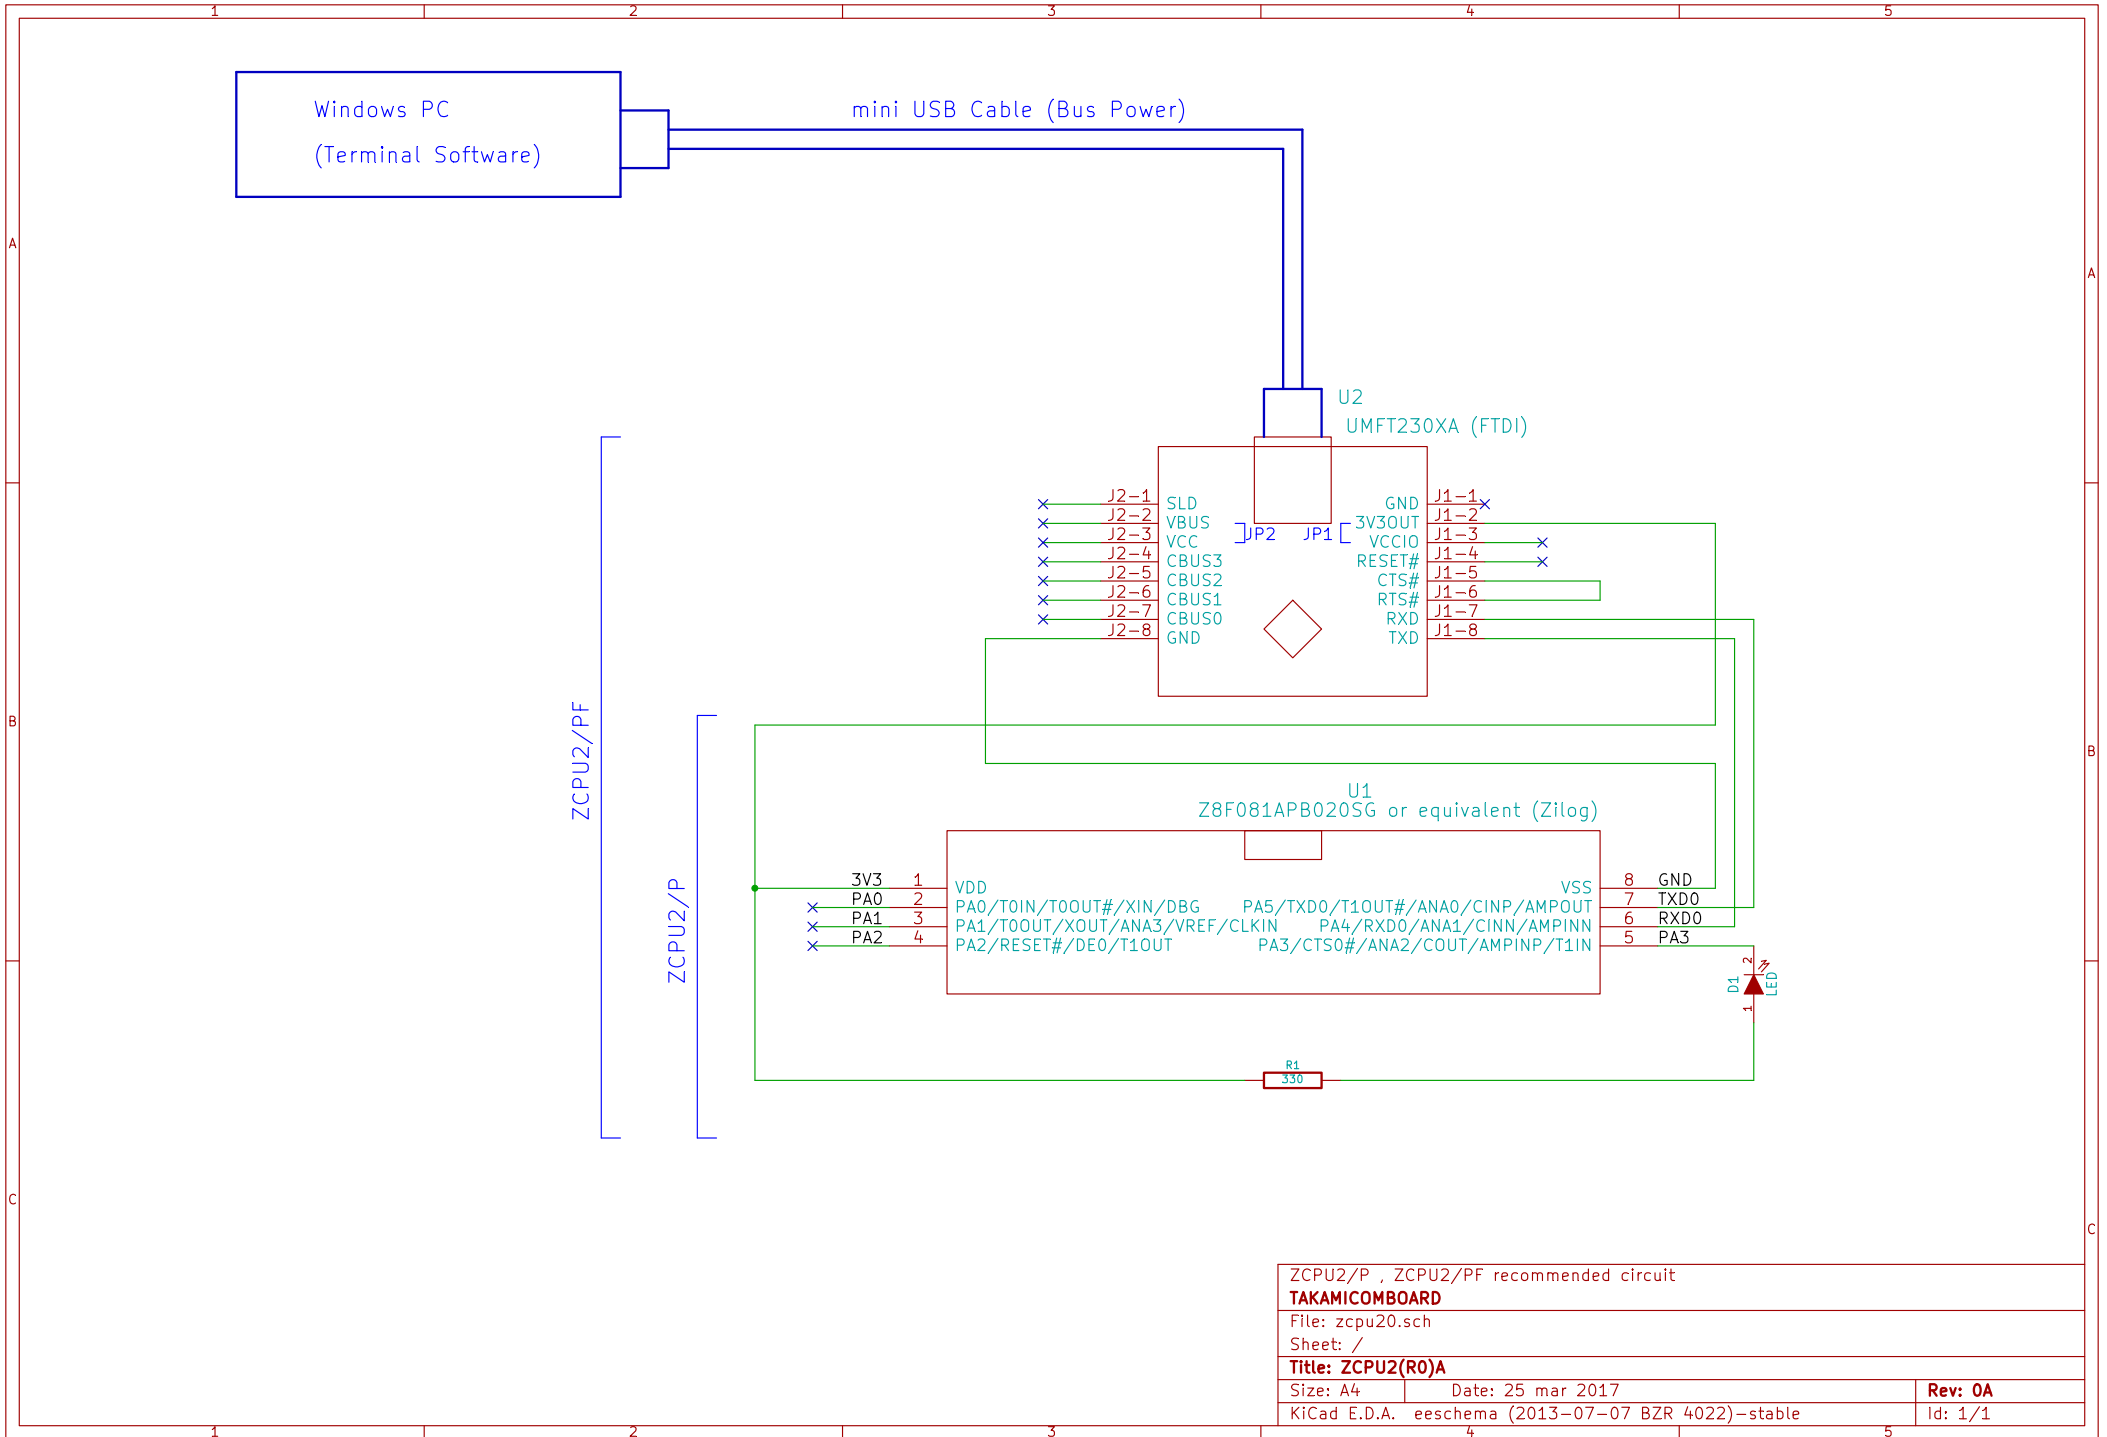 1 2 3 4 5
Windows PC
(Terminal Software)
mini USB Cable (Bus Power)
A
A
U2
UMFT230XA (FTDI)
J2-1 SLD
J2-2 VBUS
J2-3 VCC
J2-4 CBUS3
J2-5 CBUS2
J2-6 CBUS1
J2-7 CBUS0
J2-8 GND
JP2 JP1
GND J1-1
3V3OUT J1-2
VCCIO J1-3
RESET# J1-4
CTS# J1-5
RTS# J1-6
RXD J1-7
TXD J1-8
B
B
ZCPU2/PF
ZCPU2/P
U1
Z8F081APB020SG or equivalent (Zilog)
3V3 1 VDD
PA0 2 PA0/T0IN/T0OUT#/XIN/DBG
PA1 3 PA1/T0OUT/XOUT/ANA3/VREF/CLKIN
PA2 4 PA2/RESET#/DE0/T1OUT
VSS 8 GND
PA5/TXD0/T1OUT#/ANA0/CINP/AMPOUT 7 TXD0
PA4/RXD0/ANA1/CINN/AMPINN 6 RXD0
PA3/CTS0#/ANA2/COUT/AMPINP/T1IN 5 PA3
2
D1
LED
1
R1
330
C
C
ZCPU2/P , ZCPU2/PF recommended circuit
TAKAMICOMBOARD
File: zcpu20.sch
Sheet: /
Title: ZCPU2(R0)A
Size: A4 Date: 25 mar 2017 Rev: 0A
KiCad E.D.A. eeschema (2013-07-07 BZR 4022)-stable Id: 1/1
1 2 3 4 5